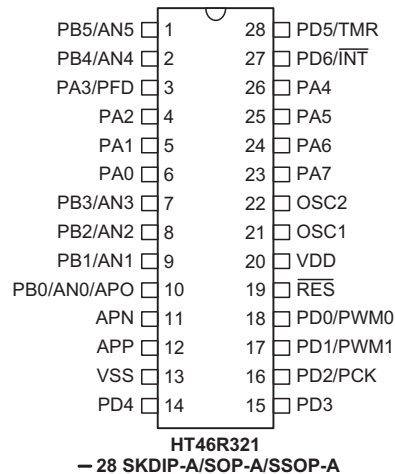 PB5/AN5 1 28 PD5/TMR
PB4/AN4 2 27 PD6/INT
PA3/PFD 3 26 PA4
PA2 4 25 PA5
PA1 5 24 PA6
PA0 6 23 PA7
PB3/AN3 7 22 OSC2
PB2/AN2 8 21 OSC1
PB1/AN1 9 20 VDD
PB0/AN0/APO 10 19 RES
APN 11 18 PD0/PWM0
APP 12 17 PD1/PWM1
VSS 13 16 PD2/PCK
PD4 14 15 PD3
HT46R321
– 28 SKDIP-A/SOP-A/SSOP-A